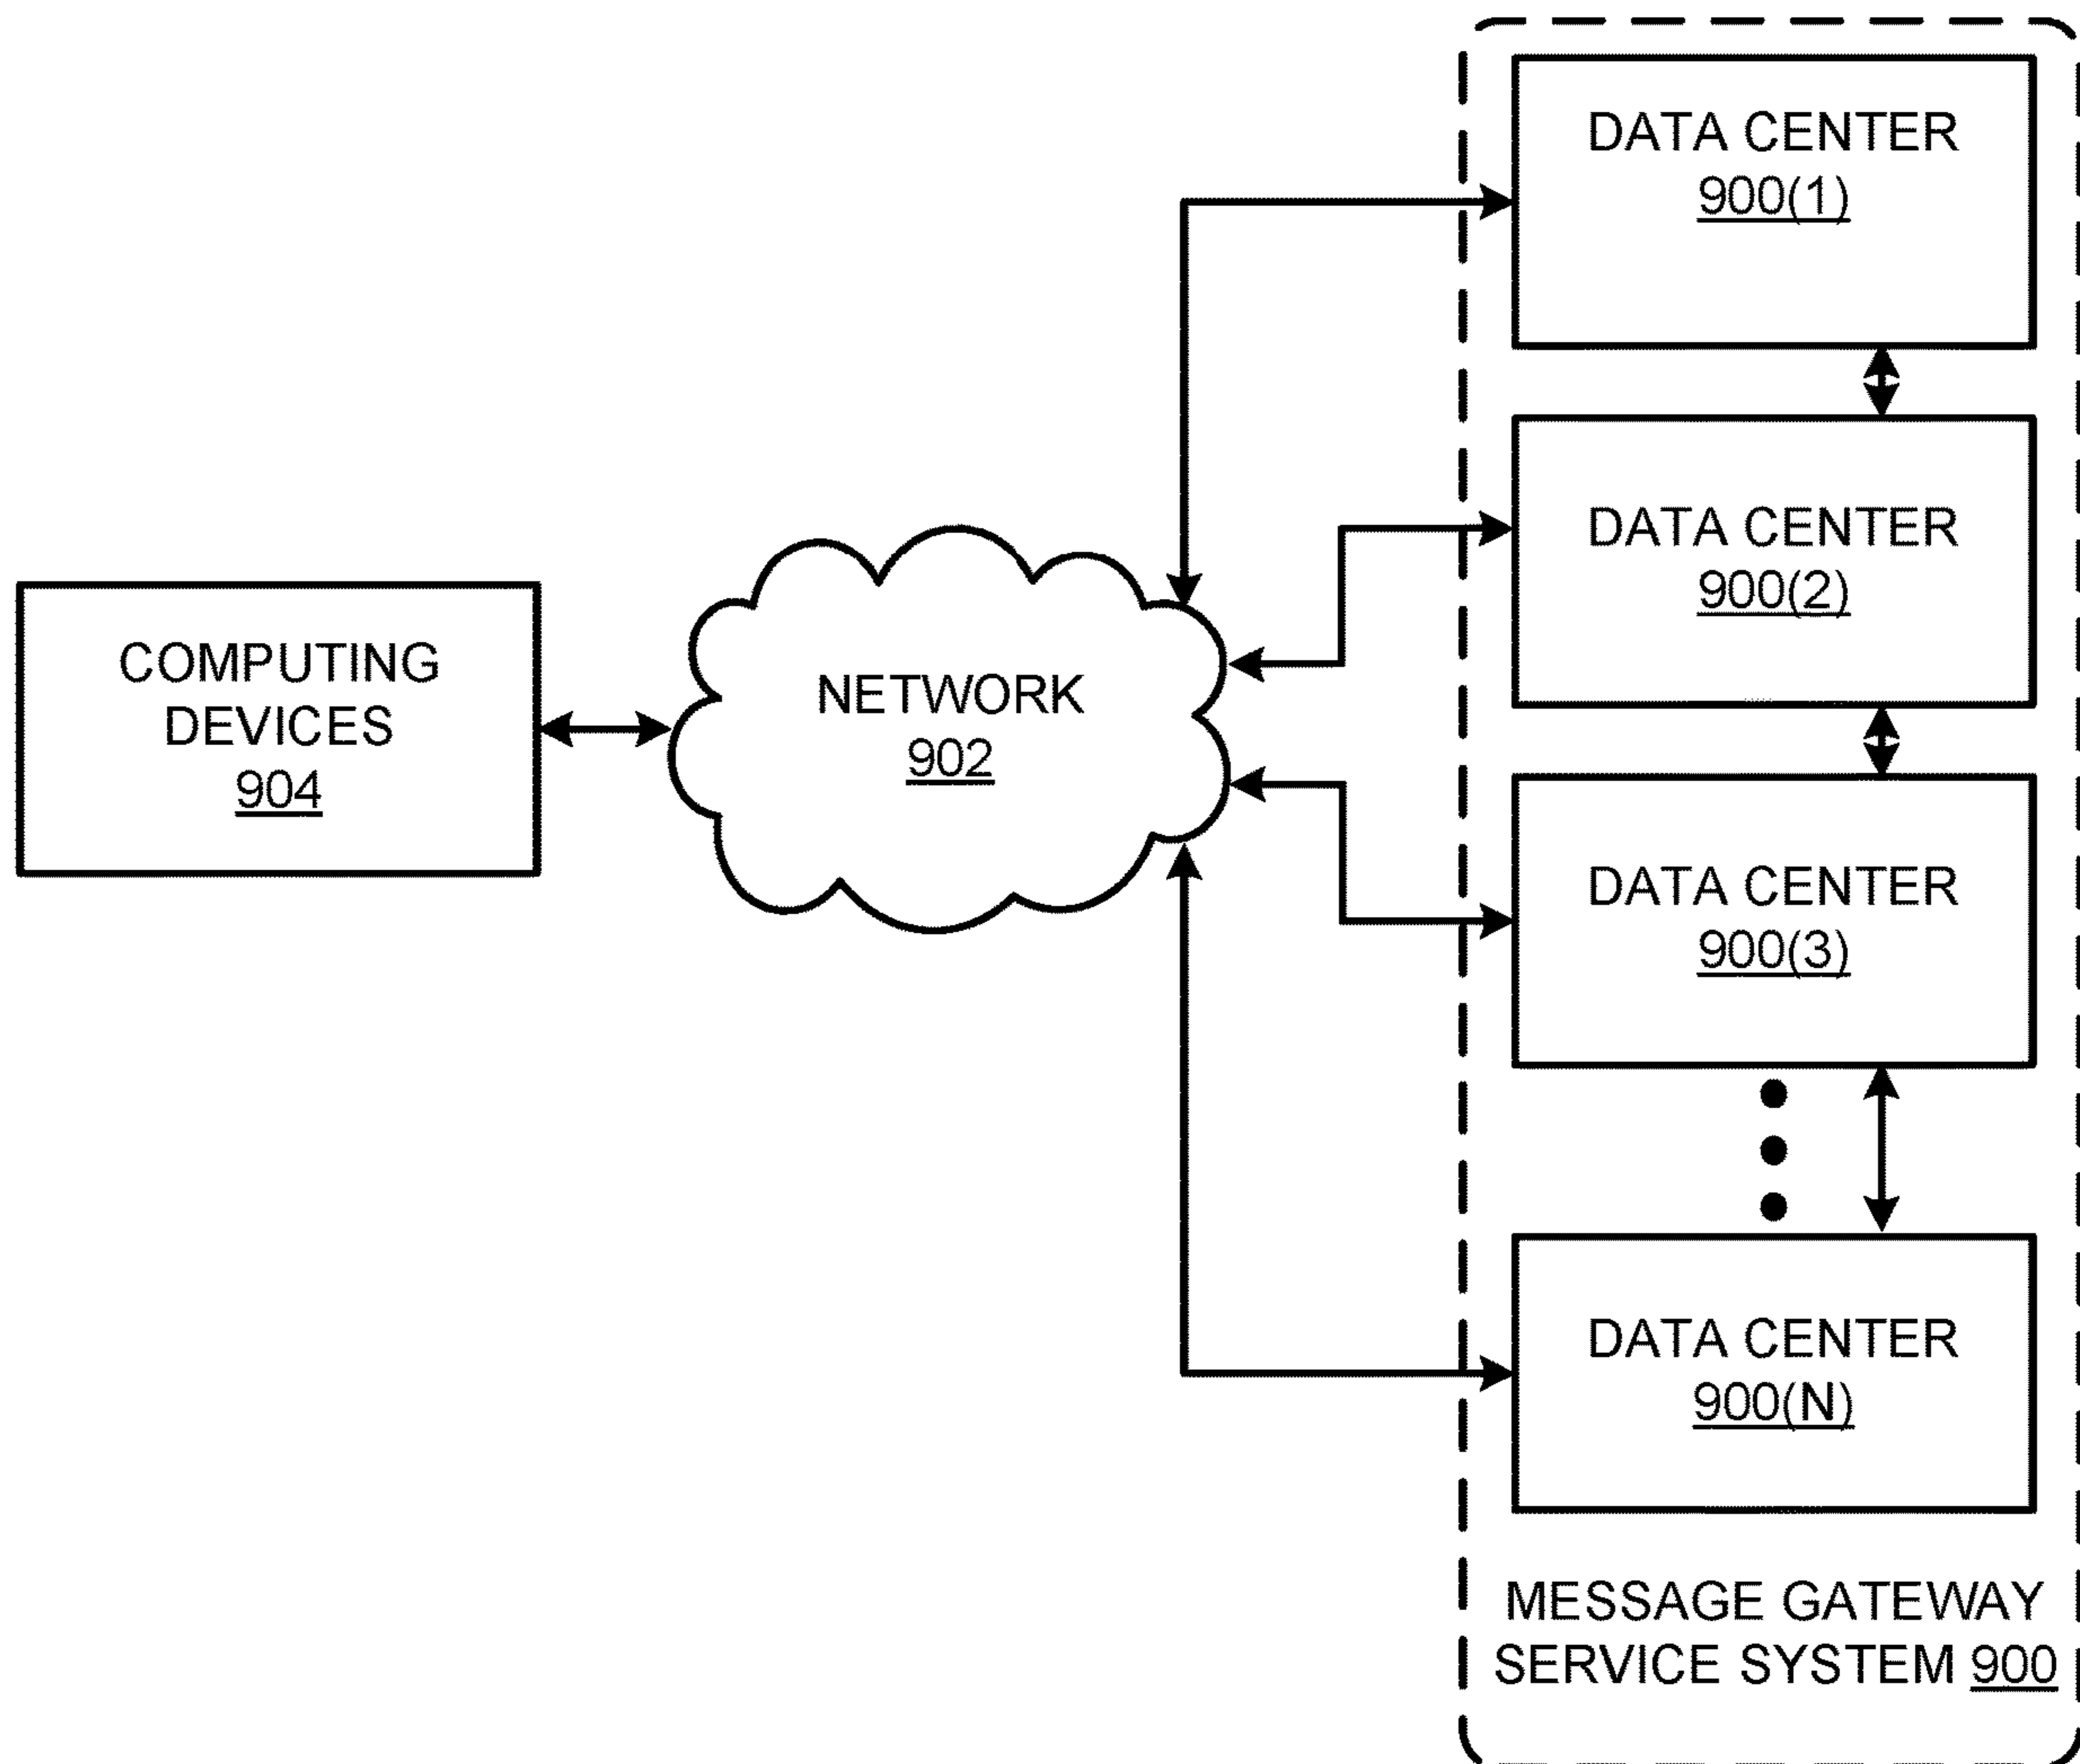 COMPUTING
DEVICES
904
NETWORK
902
DATA CENTER
900(1)
DATA CENTER
900(2)
DATA CENTER
900(3)
DATA CENTER
900(N)
MESSAGE GATEWAY
SERVICE SYSTEM 900